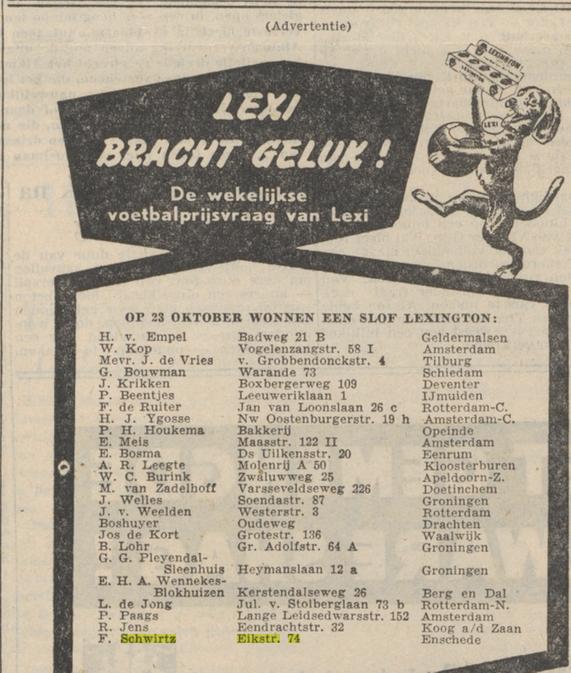 (Advertentie)
LEXINGTON
LEXINGTON
LEXI
LEXI
BRACHT GELUK!
De wekelijkse
voetbalprijsvraag van Lexi
OP 23 OKTOBER WONNEN EEN SLOF LEXINGTON:
H. v. Empel Badweg 21 B Geldermalsen
W. Kop Vogelenzangstr. 58 I Amsterdam
Mevr. J. de Vries v. Grobbendonckstr. 4 Tilburg
G. Bouwman Warande 73 Schiedam
J. Krikken Boxbergerweg 109 Deventer
P. Beentjes Leeuweriklaan 1 IJmuiden
F. de Ruiter Jan van Loonslaan 26 c Rotterdam-C.
H. J. Ygosse Nw Oostenburgerstr. 19 h Amsterdam-C.
P. H. Houkema Bakkerij Opeinde
E. Meis Maasstr. 122 II Amsterdam
E. Bosma Ds Uilkensstr. 20 Eenrum
A. R. Leegte Molenrij A 50 Kloosterburen
W. C. Burink Zwaluwweg 25 Apeldoorn-Z.
M. van Zadelhoff Varsseveldseweg 226 Doetinchem
J. Welles Soendastr. 87 Groningen
J. v. Weelden Westerstr. 3 Rotterdam
Boshuyer Oudeweg Drachten
Jos de Kort Grotestr. 136 Waalwijk
B. Lohr Gr. Adolfstr. 64 A Groningen
G. G. Pleyendal-
Sleenhuis Heymanslaan 12 a Groningen
E. H. A. Wennekes-
Blokhuizen Kerstendalseweg 26 Berg en Dal
L. de Jong Jul. v. Stolberglaan 73 b Rotterdam-N.
P. Paags Lange Leidsedwarsstr. 152 Amsterdam
R. Jens Eendrachtstr. 32 Koog a/d Zaan
F. Schwirtz Eikstr. 74 Enschede